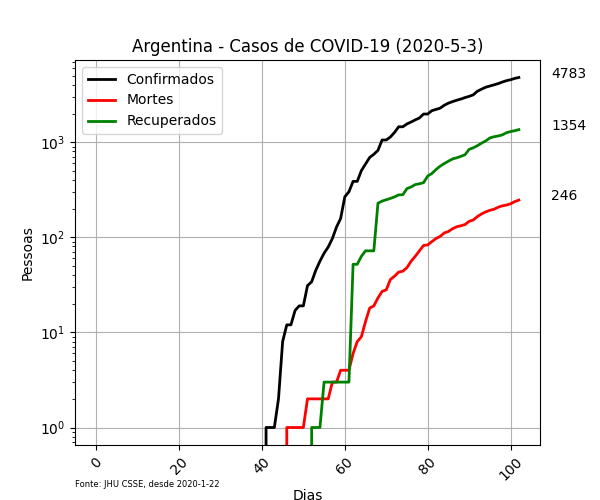 Argentina - Casos de COVID-19 (2020-5-3)
Confirmados
Mortes
Recuperados
4783
1354
246
10³
10²
10¹
10⁰
Pessoas
0 20 40 60 80 100
Dias
Fonte: JHU CSSE, desde 2020-1-22